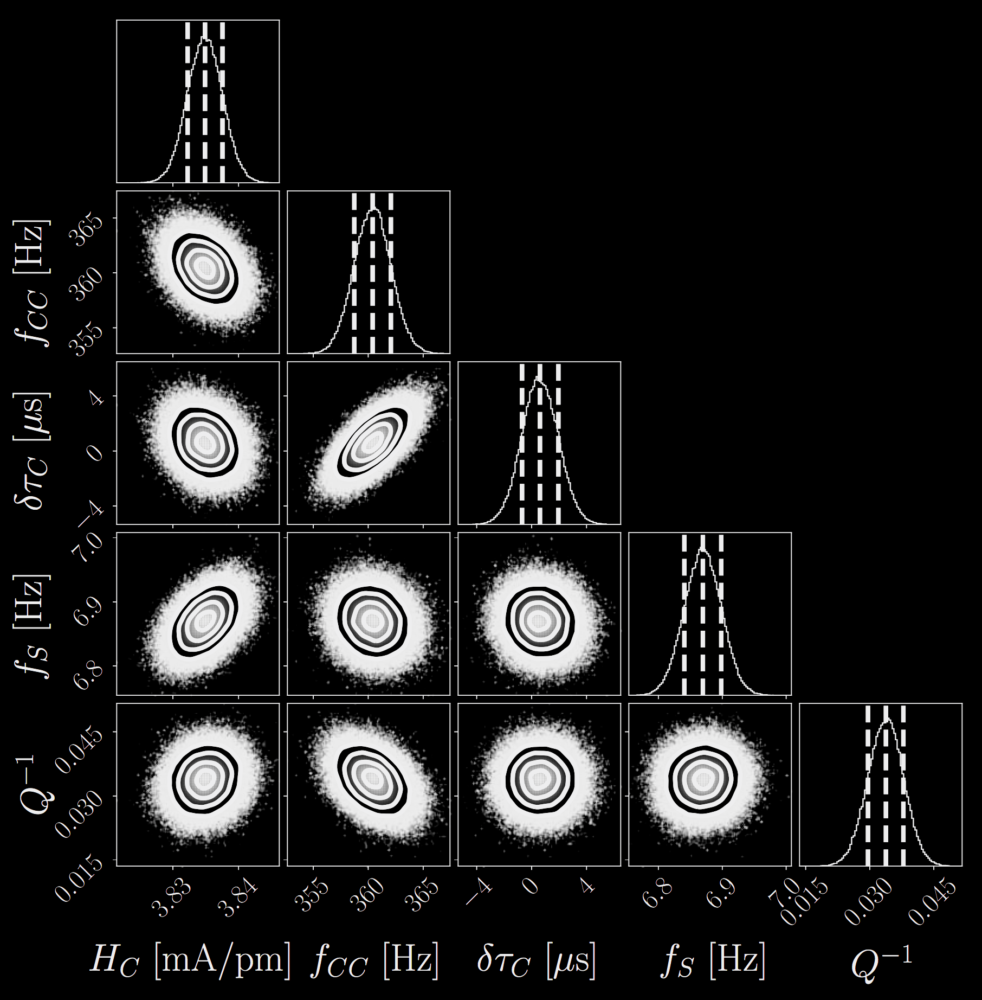 f_CC [Hz]
365
360
355
δτ_C [μs]
4
0
−4
f_S [Hz]
7.0
6.9
6.8
Q⁻¹
0.045
0.030
0.015
3.83 3.84 355 360 365 −4 0 4 6.8 6.9 7.0 0.015 0.030 0.045
H_C [mA/pm] f_CC [Hz] δτ_C [μs] f_S [Hz] Q⁻¹